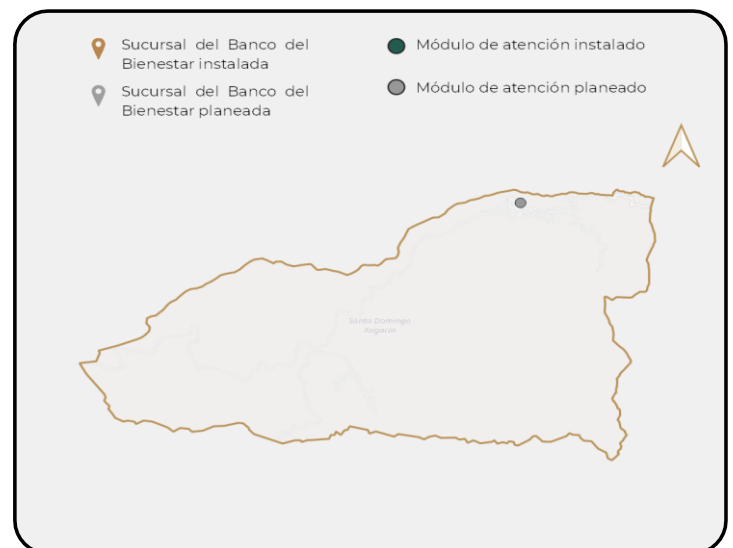 Sucursal del Banco del
Bienestar instalada
Sucursal del Banco del
Bienestar planeada
Módulo de atención instalado
Módulo de atención planeado
Santo Domingo
Xagacía